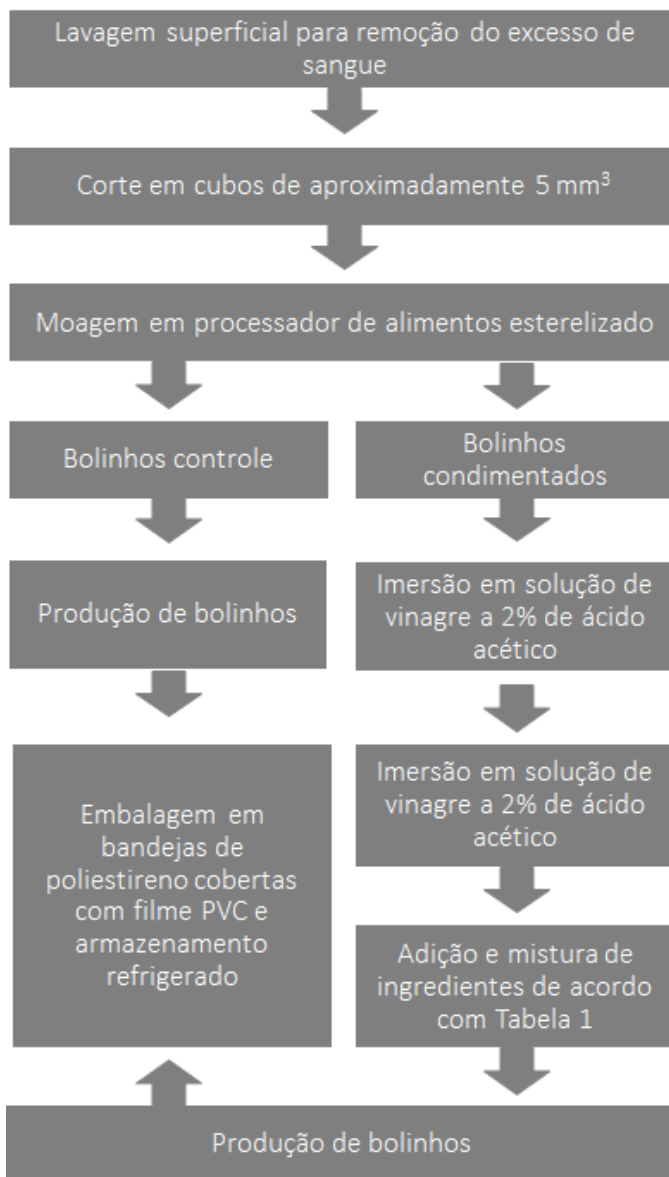 Lavagem superficial para remoção do excesso de
sangue
Corte em cubos de aproximadamente 5 mm³
Moagem em processador de alimentos esterelizado
Bolinhos controle
Bolinhos
condimentados
Produção de bolinhos
Imersão em solução de
vinagre a 2% de ácido
acético
Embalagem em
bandejas de
poliestireno cobertas
com filme PVC e
armazenamento
refrigerado
Imersão em solução de
vinagre a 2% de ácido
acético
Adição e mistura de
ingredientes de acordo
com Tabela 1
Produção de bolinhos